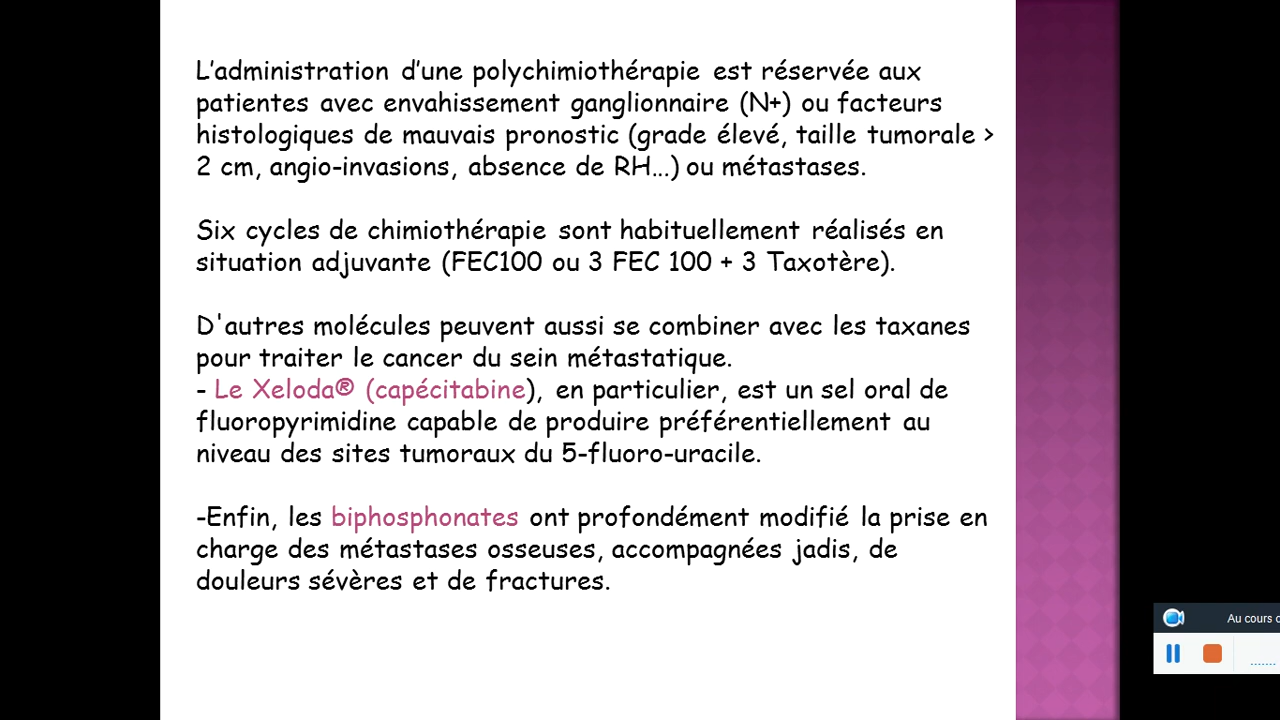 L’administration d’une polychimiothérapie est réservée aux
patientes avec envahissement ganglionnaire (N+) ou facteurs
histologiques de mauvais pronostic (grade élevé, taille tumorale >
2 cm, angio-invasions, absence de RH…) ou métastases.
Six cycles de chimiothérapie sont habituellement réalisés en
situation adjuvante (FEC100 ou 3 FEC 100 + 3 Taxotère).
D'autres molécules peuvent aussi se combiner avec les taxanes
pour traiter le cancer du sein métastatique.
- Le Xeloda® (capécitabine), en particulier, est un sel oral de
fluoropyrimidine capable de produire préférentiellement au
niveau des sites tumoraux du 5-fluoro-uracile.
-Enfin, les biphosphonates ont profondément modifié la prise en
charge des métastases osseuses, accompagnées jadis, de
douleurs sévères et de fractures.
Au cours